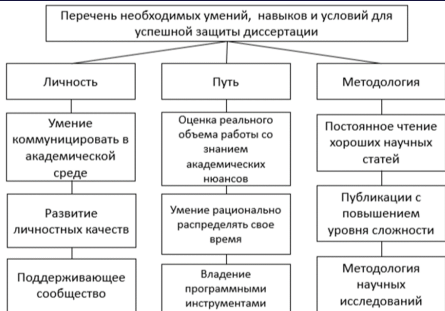 Перечень необходимых умений, навыков и условий для
успешной защиты диссертации
Личность
Умение
коммуницировать в
академической
среде
Развитие
личностных качеств
Поддерживающее
сообщество
Путь
Оценка реального
объема работы со
знанием
академических
нюансов
Умение рационально
распределять свое
время
Владение
программными
инструментами
Методология
Постоянное чтение
хороших научных
статей
Публикации с
повышением
уровня сложности
Методология
научных
исследований